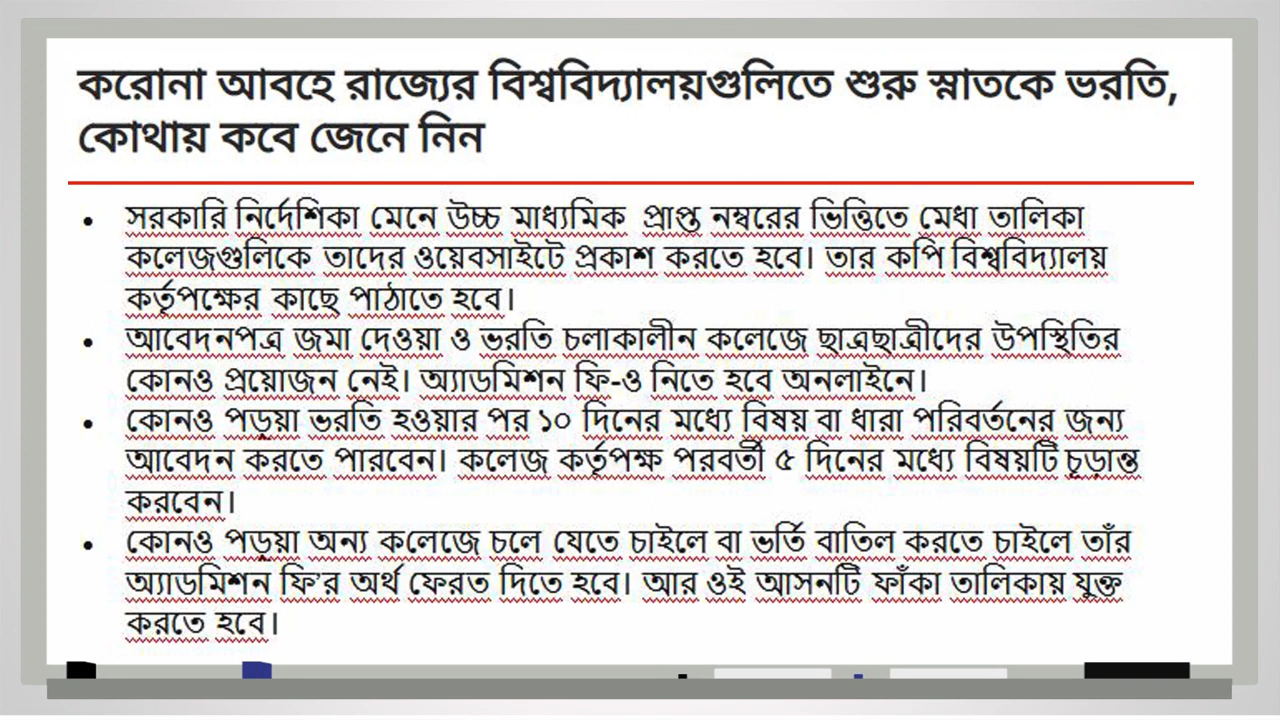 করোনা আবহে রাজ্যের বিশ্ববিদ্যালয়গুলিতে শুরু স্নাতকে ভরতি,
কোথায় কবে জেনে নিন
• সরকারি নির্দেশিকা মেনে উচ্চ মাধ্যমিক প্রাপ্ত নম্বরের ভিত্তিতে মেধা তালিকা
কলেজগুলিকে তাদের ওয়েবসাইটে প্রকাশ করতে হবে। তার কপি বিশ্ববিদ্যালয়
কর্তৃপক্ষের কাছে পাঠাতে হবে।
• আবেদনপত্র জমা দেওয়া ও ভরতি চলাকালীন কলেজে ছাত্রছাত্রীদের উপস্থিতির
কোনও প্রয়োজন নেই। অ্যাডমিশন ফি-ও নিতে হবে অনলাইনে।
• কোনও পড়ুয়া ভরতি হওয়ার পর ১০ দিনের মধ্যে বিষয় বা ধারা পরিবর্তনের জন্য
আবেদন করতে পারবেন। কলেজ কর্তৃপক্ষ পরবর্তী ৫ দিনের মধ্যে বিষয়টি চূড়ান্ত
করবেন।
• কোনও পড়ুয়া অন্য কলেজে চলে যেতে চাইলে বা ভর্তি বাতিল করতে চাইলে তাঁর
অ্যাডমিশন ফি’র অর্থ ফেরত দিতে হবে। আর ওই আসনটি ফাঁকা তালিকায় যুক্ত
করতে হবে।